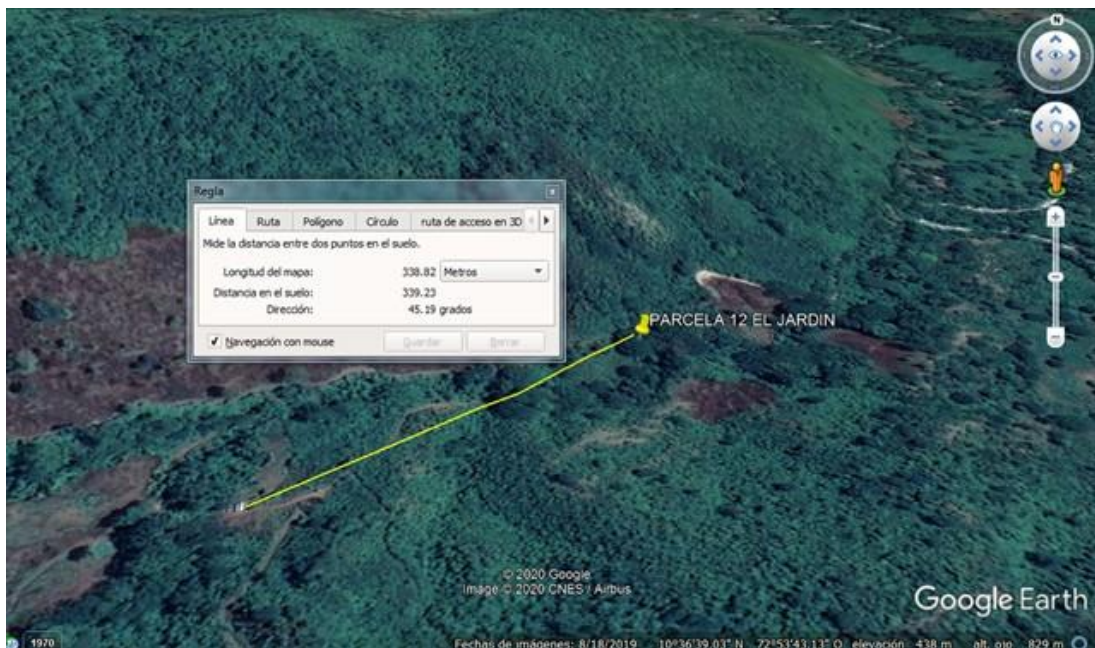 N
Regla
Línea Ruta Polígono Círculo ruta de acceso en 3D
Mide la distancia entre dos puntos en el suelo.
Longitud del mapa: 338.82 Metros
Distancia en el suelo: 339.23
Dirección: 45.19 grados
Navegación con mouse Guardar Borrar
PARCELA 12 EL JARDIN
© 2020 Google
Image © 2020 CNES / Airbus
Google Earth
1970 Fechas de imágenes: 8/18/2019 10°36'39.03" N 72°53'43.13" O elevación 438 m alt. ojo 829 m